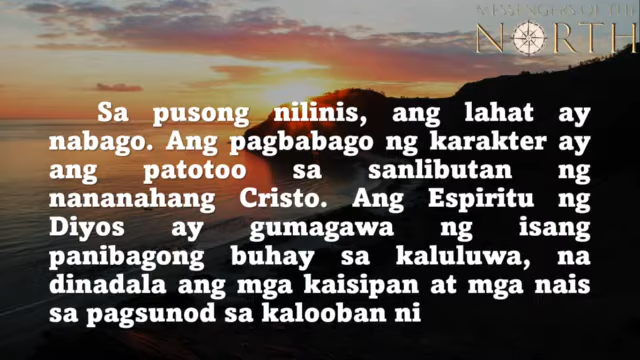 MESSENGERS OF THE
NORTH
Sa pusong nilinis, ang lahat ay
nabago. Ang pagbabago ng karakter ay
ang patotoo sa sanlibutan ng
nananahang Cristo. Ang Espiritu ng
Diyos ay gumagawa ng isang
panibagong buhay sa kaluluwa, na
dinadala ang mga kaisipan at mga nais
sa pagsunod sa kalooban ni